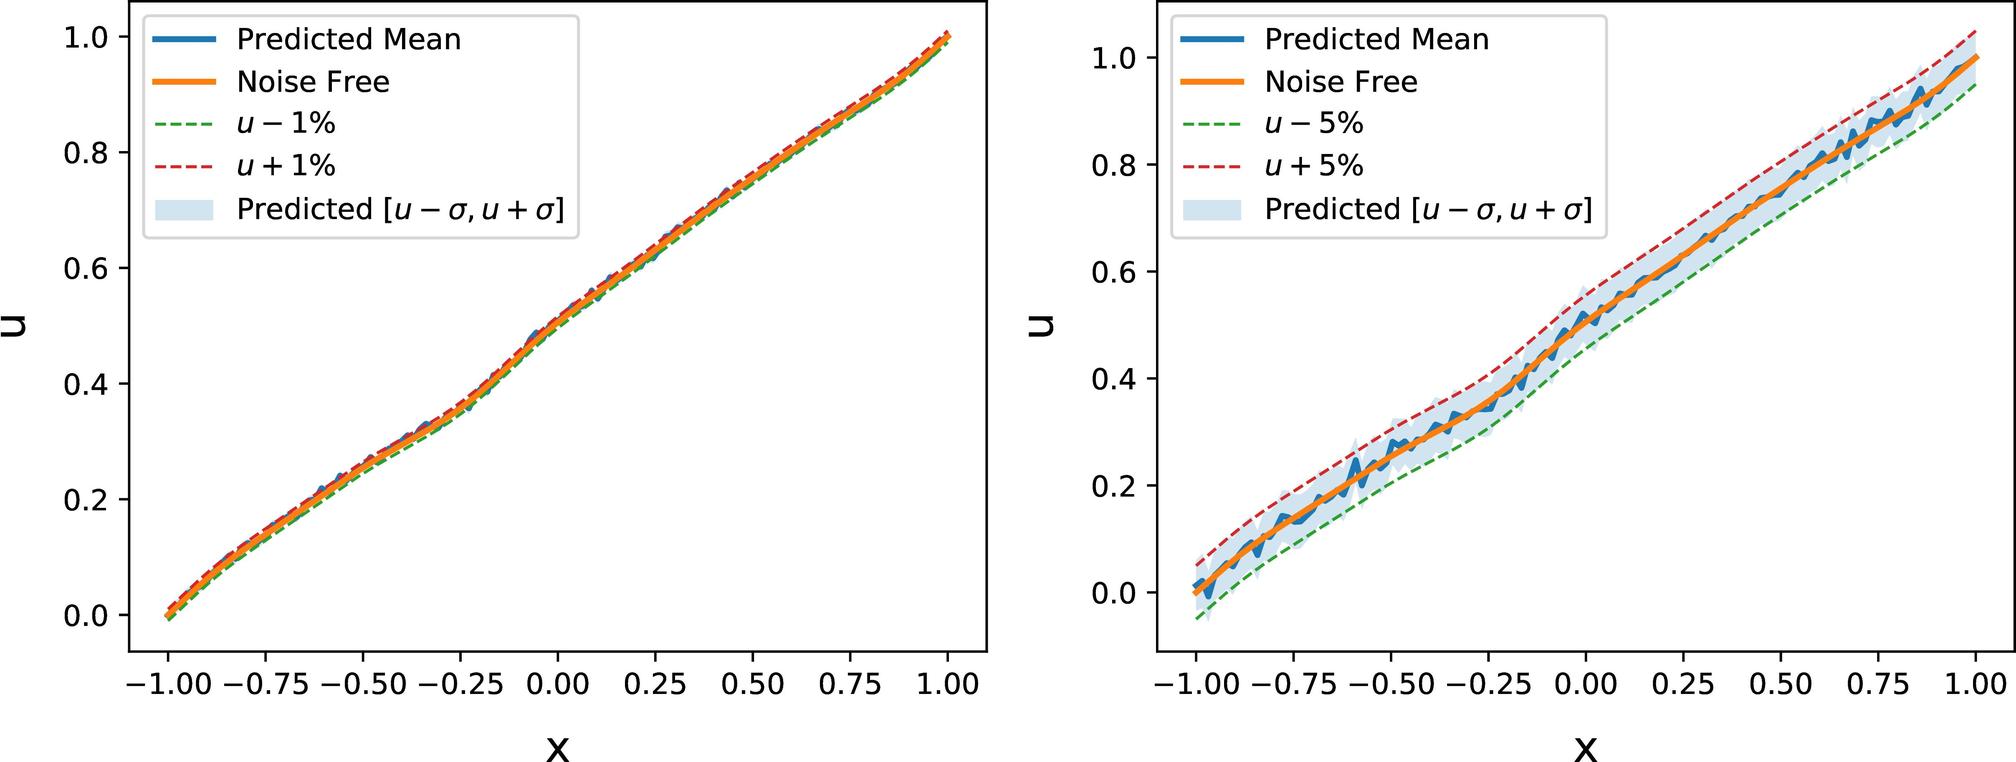 Predicted Mean
Noise Free
u − 1%
u + 1%
Predicted [u − σ, u + σ]
1.0
0.8
0.6
0.4
0.2
0.0
u
−1.00 −0.75 −0.50 −0.25 0.00 0.25 0.50 0.75 1.00
x
Predicted Mean
Noise Free
u − 5%
u + 5%
Predicted [u − σ, u + σ]
1.0
0.8
0.6
0.4
0.2
0.0
u
−1.00 −0.75 −0.50 −0.25 0.00 0.25 0.50 0.75 1.00
x